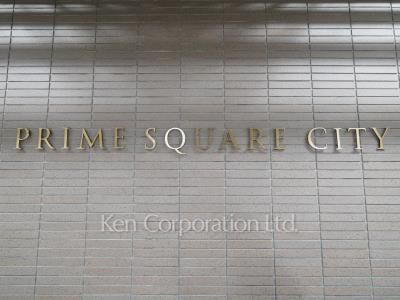 PRIME SQUARE CITY
Ken Corporation Ltd.